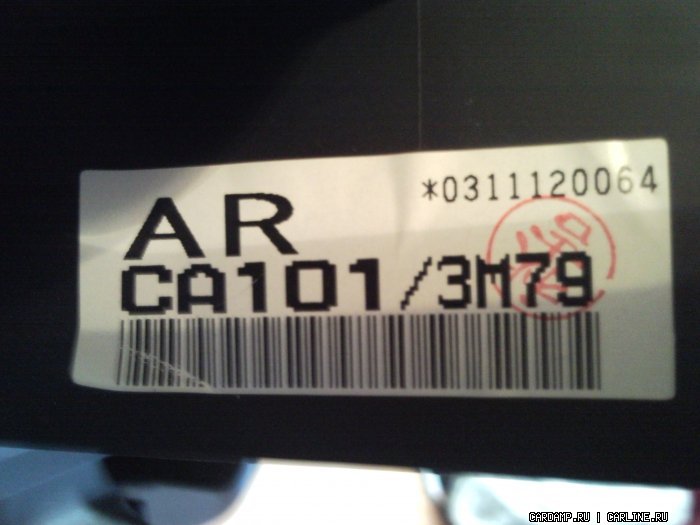 *0311120064
AR
CA101/3M79
CARDAMP.RU | CARLINE.RU